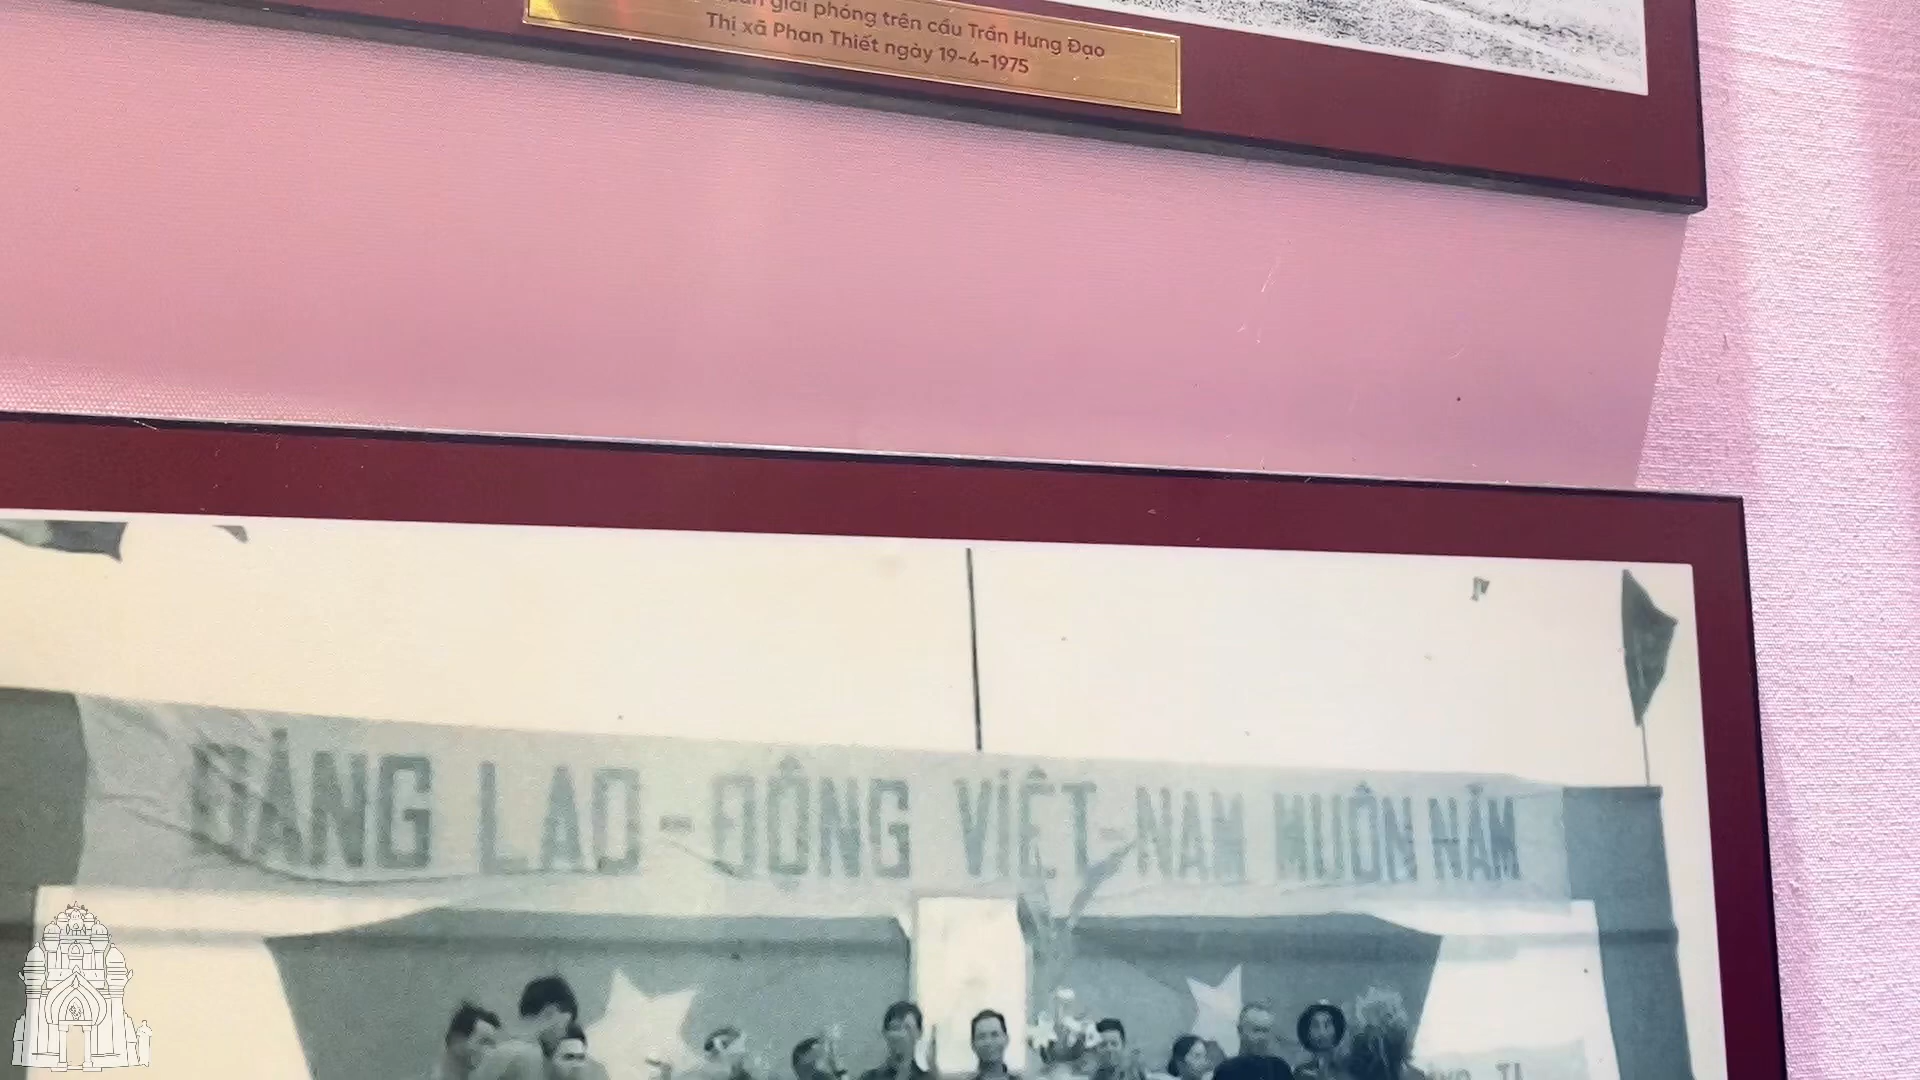 giải phóng trên cầu Trần Hưng Đạo
Thị xã Phan Thiết ngày 19-4-1975
ĐẢNG LAO-ĐỘNG VIỆT-NAM MUÔN NĂM